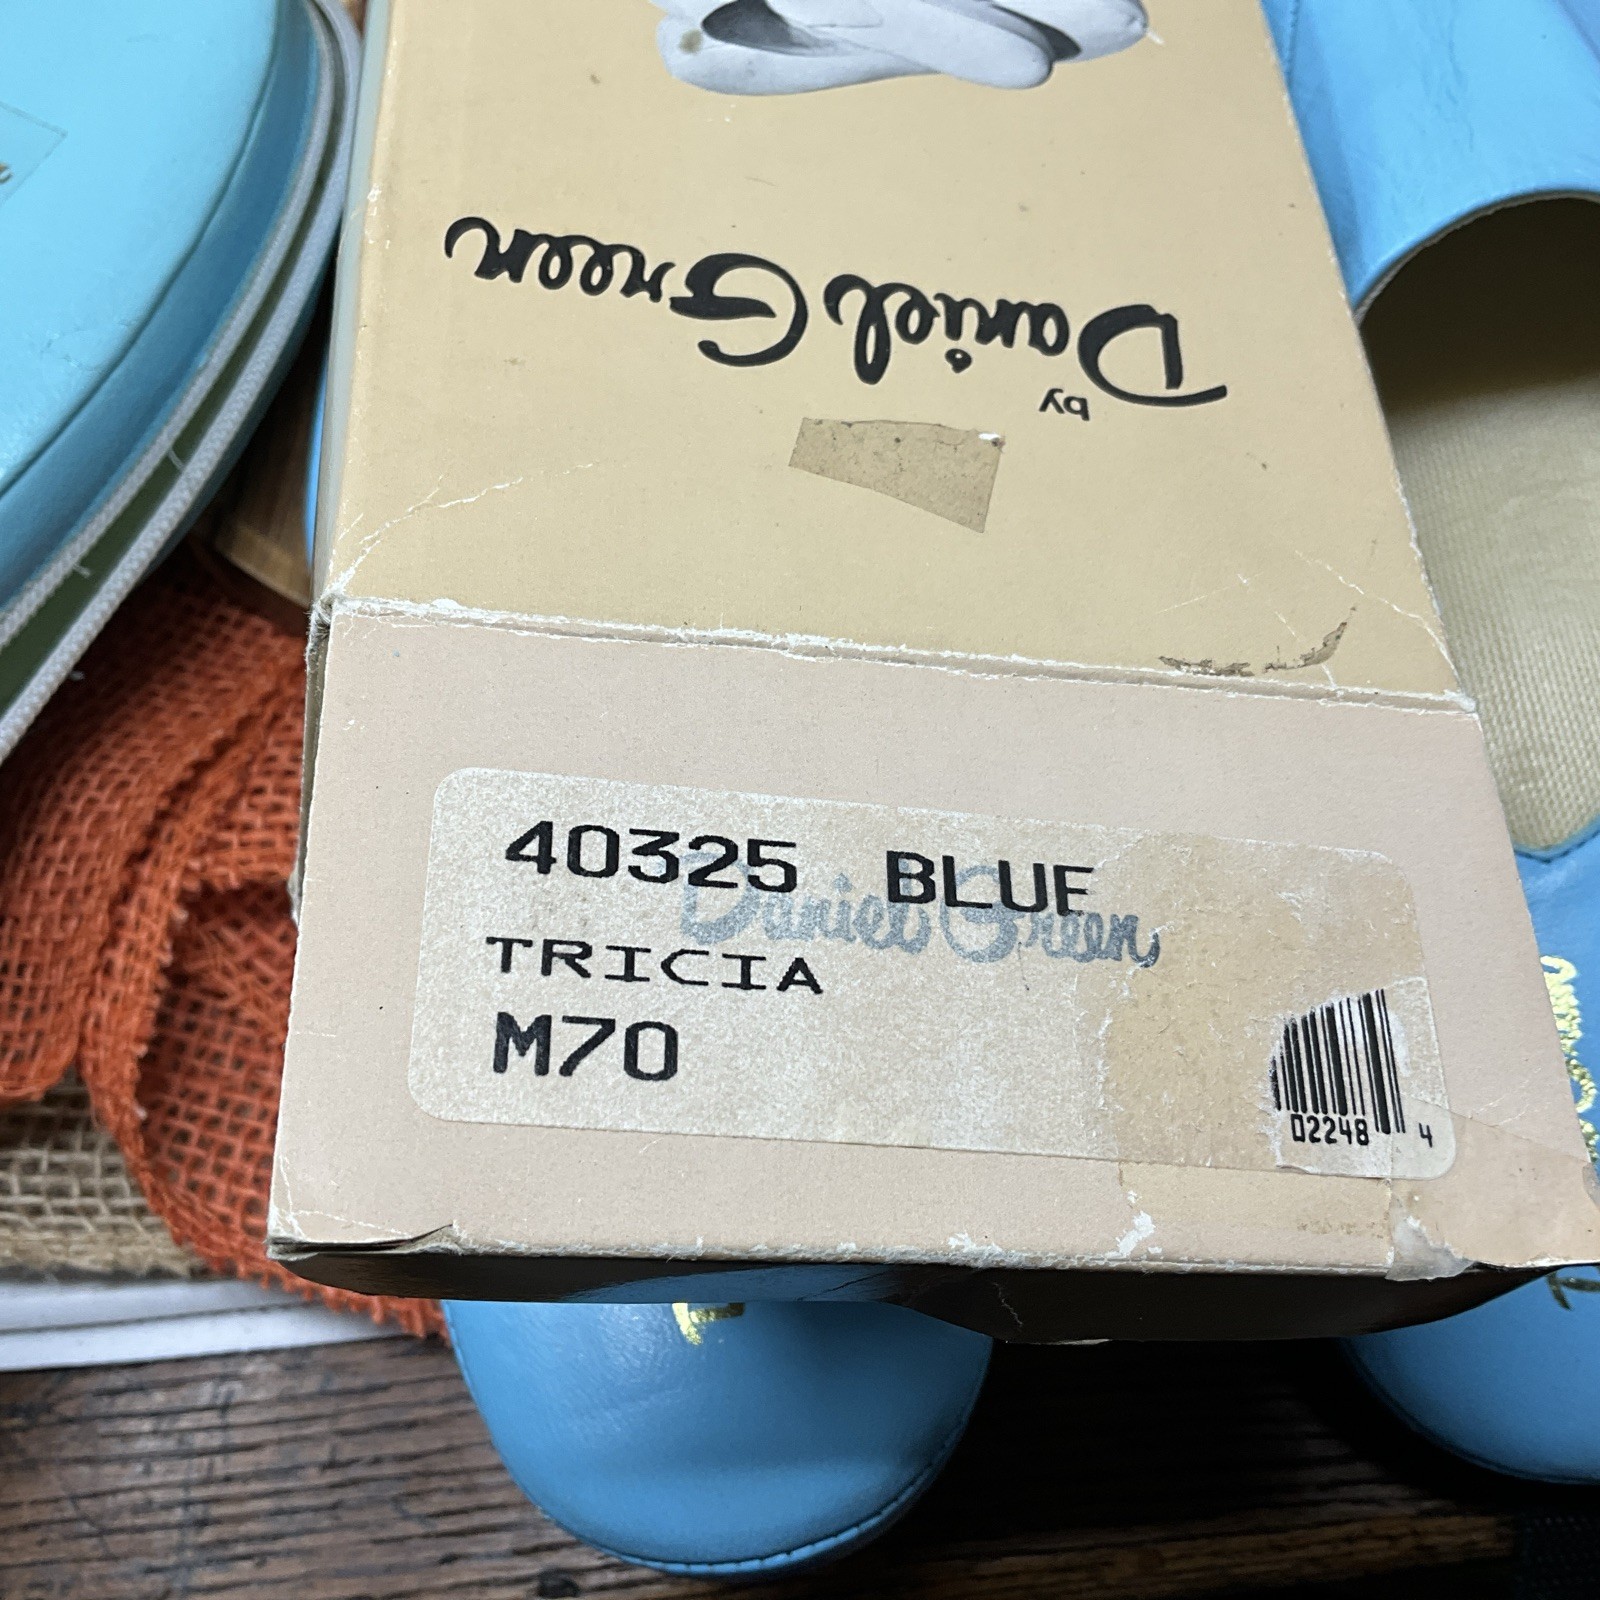 by
Daniel Green
40325 BLUE
Daniel Green
TRICIA
M70
02248 4